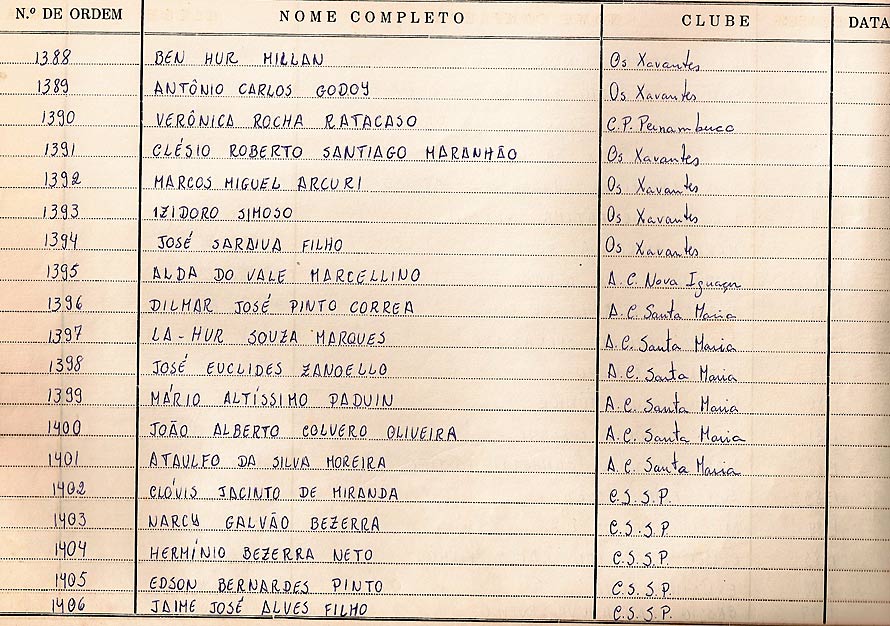 N.º DE ORDEM NOME COMPLETO CLUBE DATA
1388 BEN HUR MILLAN Os Xavantes
1389 ANTÔNIO CARLOS GODOY Os Xavantes
1390 VERÔNICA ROCHA RATACASO C.P. Pernambuco
1391 CLÉSIO ROBERTO SANTIAGO MARANHÃO Os Xavantes
1392 MARCOS MIGUEL ARCURI Os Xavantes
1393 IZIDORO SIMOSO Os Xavantes
1394 JOSÉ SARAIVA FILHO Os Xavantes
1395 ALDA DO VALE MARCELLINO A.C. Nova Iguaçu
1396 DILMAR JOSÉ PINTO CORREA A.C. Santa Maria
1397 LA-HUR SOUZA MARQUES A.C. Santa Maria
1398 JOSÉ EUCLIDES ZANOELLO A.C. Santa Maria
1399 MÁRIO ALTÍSSIMO PADUIN A.C. Santa Maria
1400 JOÃO ALBERTO COLVERO OLIVEIRA A.C. Santa Maria
1401 ATAULFO DA SILVA MOREIRA A.C. Santa Maria
1402 CLÓVIS JACINTO DE MIRANDA C.S.S.P.
1403 NARCY GALVÃO BEZERRA C.S.S.P.
1404 HERMÍNIO BEZERRA NETO C.S.S.P.
1405 EDSON BERNARDES PINTO C.S.S.P.
1406 JAIME JOSÉ ALVES FILHO C.S.S.P.